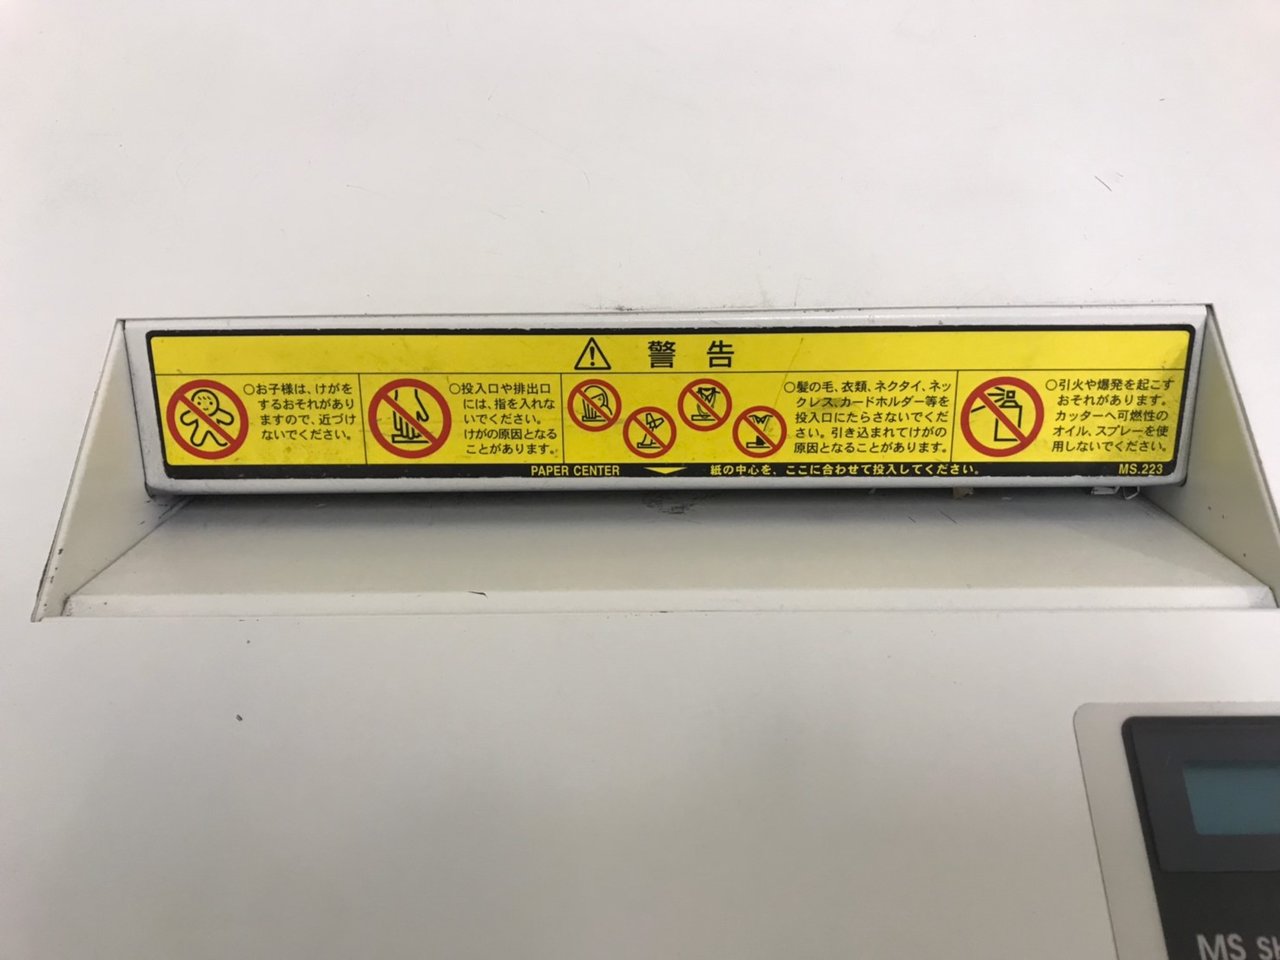 警告
○お子様は、けがを
するおそれがあり
ますので、近づけ
ないでください。
○投入口や排出口
には、指を入れな
いでください。
けがの原因となる
ことがあります。
○髪の毛、衣類、ネクタイ、ネッ
クレス、カードホルダー等を
投入口にたらさないでくだ
さい。引き込まれてけがの
原因となることがあります。
○引火や爆発を起こす
おそれがあります。
カッターへ可燃性の
オイル、スプレーを使
用しないでください。
PAPER CENTER 紙の中心を、ここに合わせて投入してください。 MS.223
MS SH